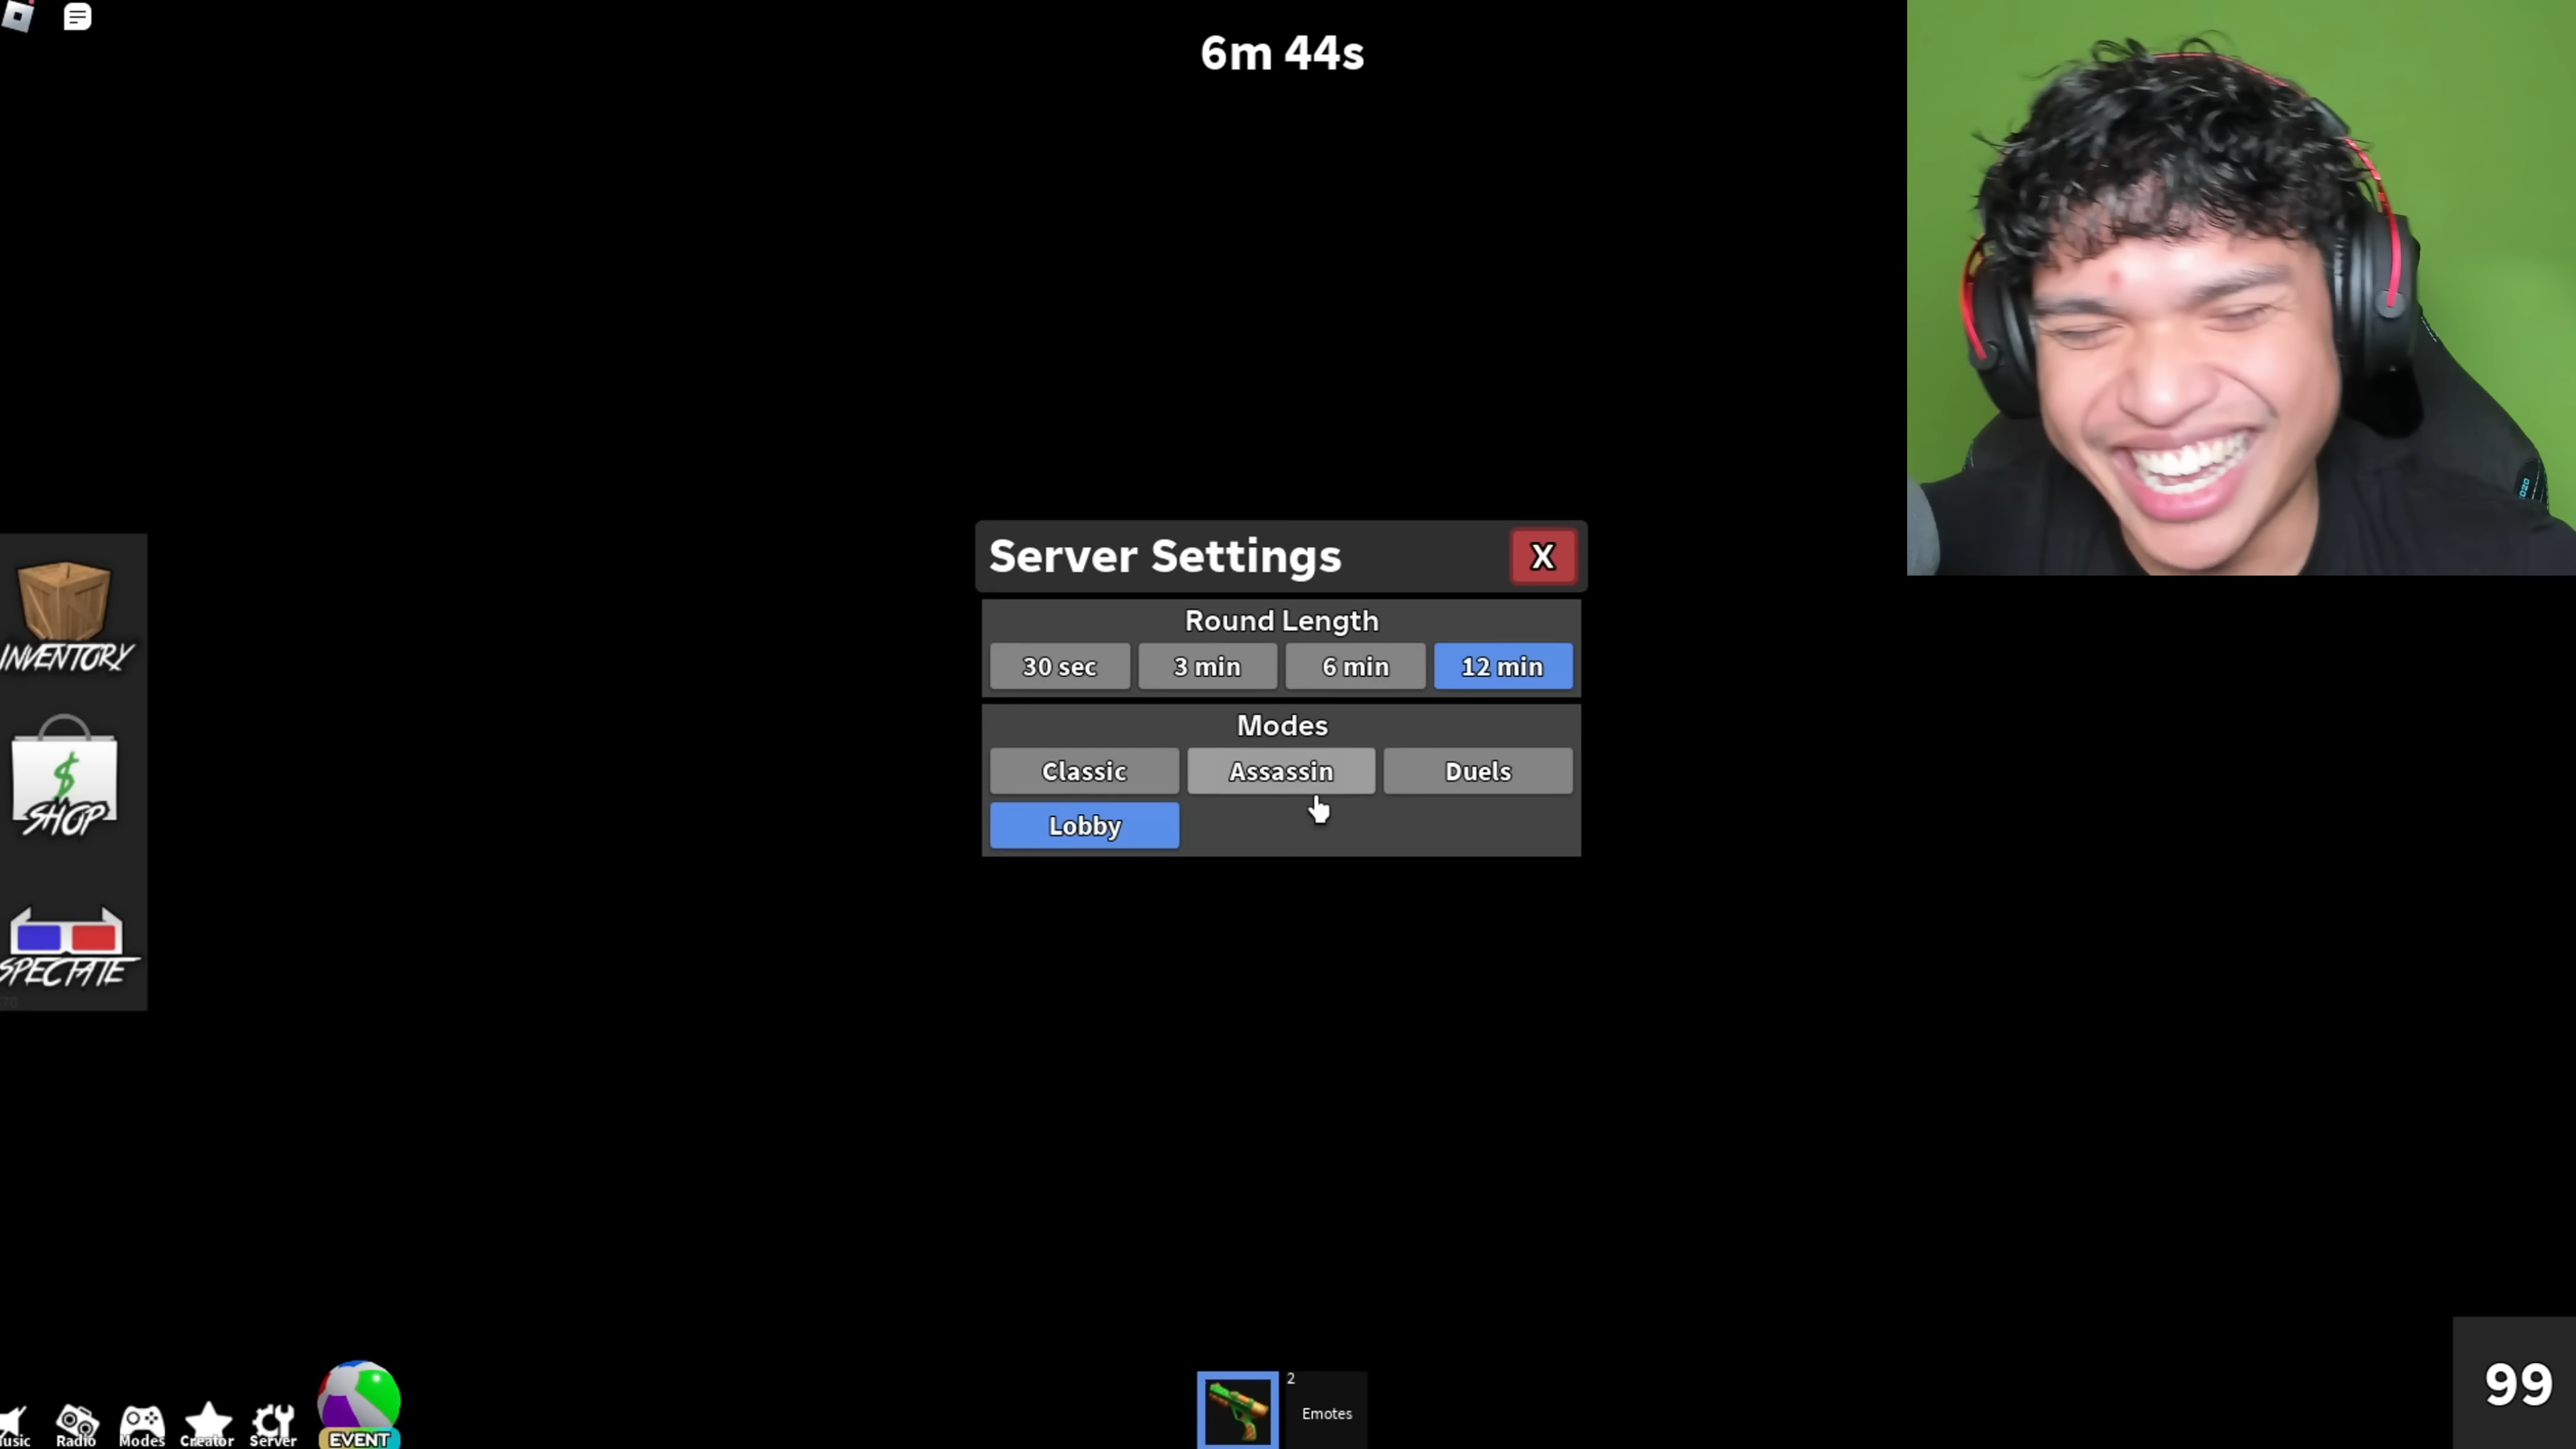 6m 44s
Server Settings
X
Round Length
30 sec
3 min
6 min
12 min
Modes
Classic
Assassin
Duels
Lobby
INVENTORY
SHOP
SPECTATE
Radio
Modes
Creator
Server
EVENT
2
Emotes
99